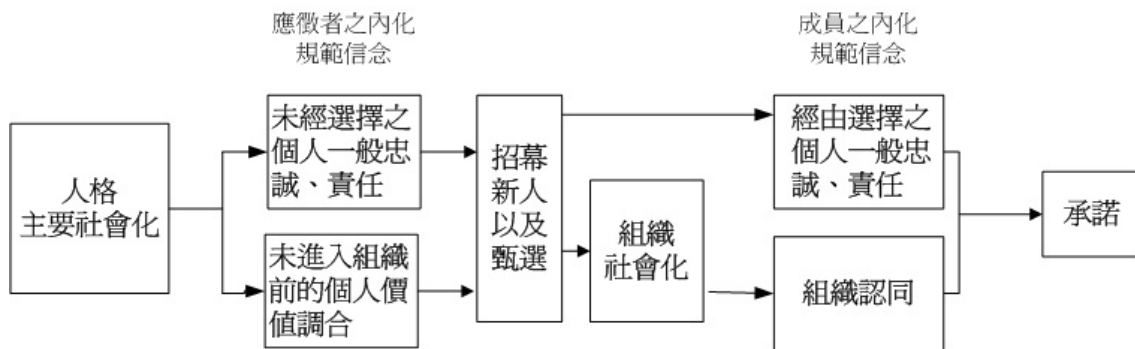 應徵者之內化
規範信念
成員之內化
規範信念
人格
主要社會化
未經選擇之
個人一般忠
誠、責任
未進入組織
前的個人價
值調合
招幕
新人
以及
甄選
組織
社會化
經由選擇之
個人一般忠
誠、責任
組織認同
承諾